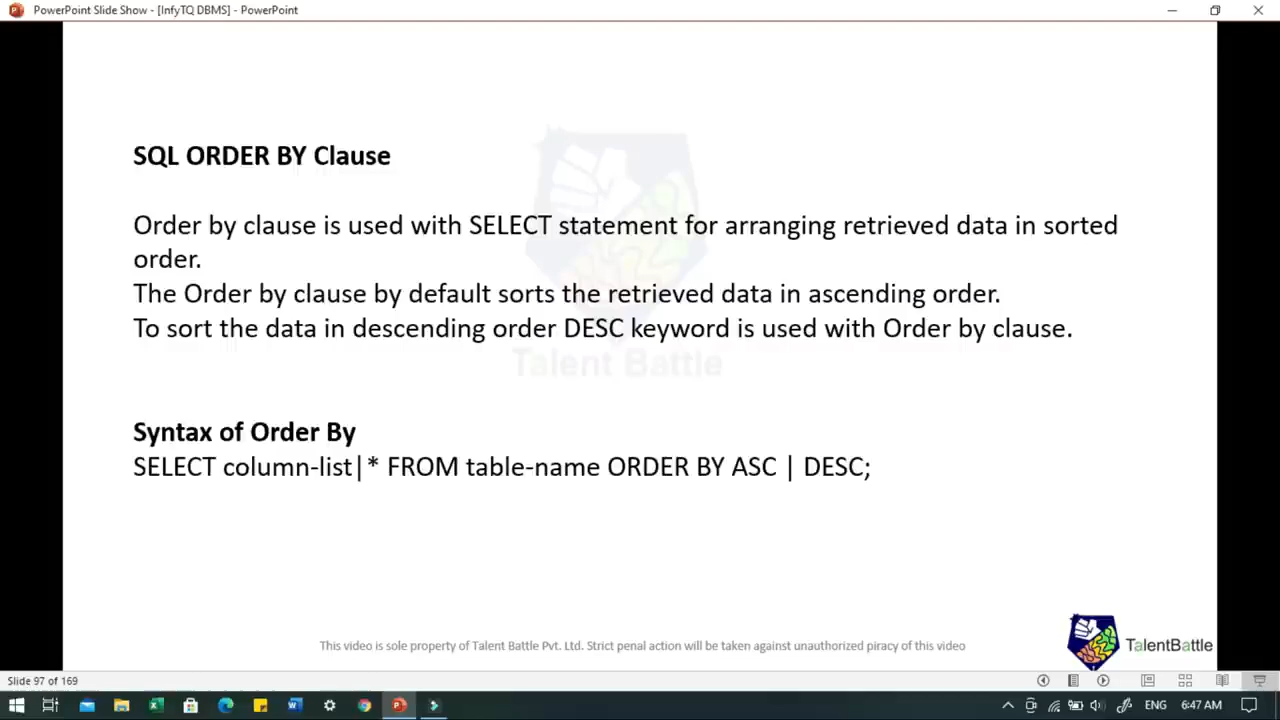 PowerPoint Slide Show - [InfyTQ DBMS] - PowerPoint
SQL ORDER BY Clause
Order by clause is used with SELECT statement for arranging retrieved data in sorted
order.
The Order by clause by default sorts the retrieved data in ascending order.
To sort the data in descending order DESC keyword is used with Order by clause.
Talent Battle
Syntax of Order By
SELECT column-list|* FROM table-name ORDER BY ASC | DESC;
This video is sole property of Talent Battle Pvt. Ltd. Strict penal action will be taken against unauthorized piracy of this video
TalentBattle
Slide 97 of 169
ENG 6:47 AM